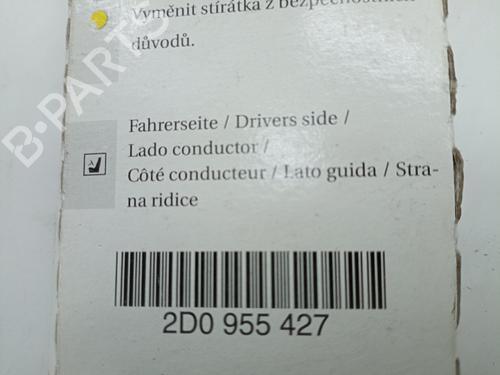 Vyměnit stírátka z bezpečnostních
důvodů.
Fahrerseite / Drivers side /
Lado conductor /
Côté conducteur / Lato guida / Stra-
na ridice
2D0 955 427
B-PARTS